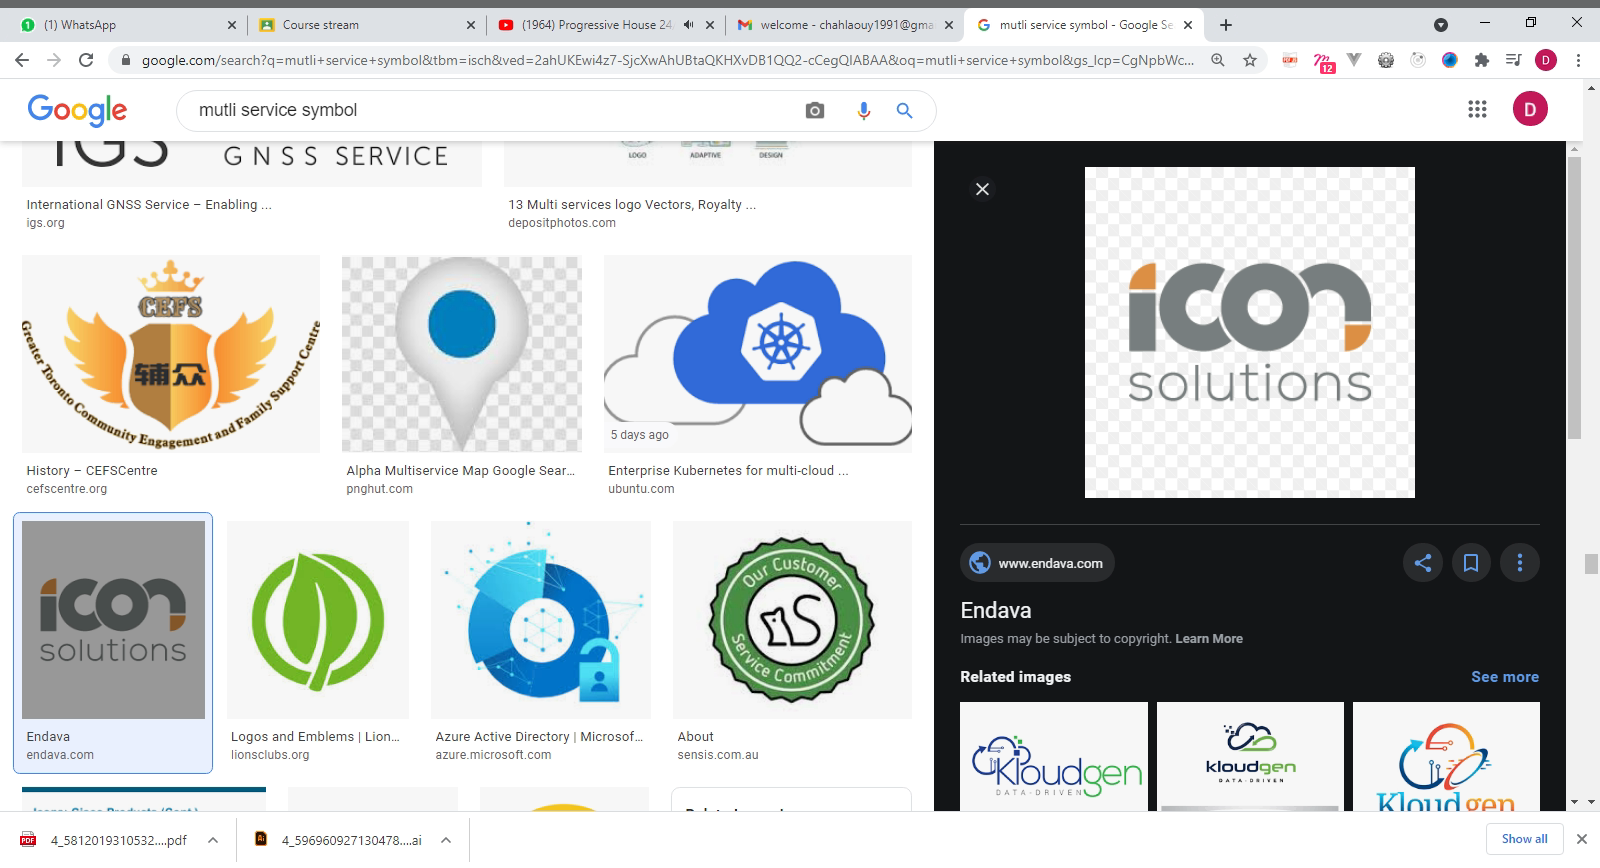 (1) WhatsApp
Course stream
(1964) Progressive House 24
welcome - chahlaouy1991@gma
mutli service symbol - Google Se
google.com/search?q=mutli+service+symbol&tbm=isch&ved=2ahUKEwi4z7-SjcXwAhUBtaQKHXvDB1QQ2-cCegQIABAA&oq=mutli+service+symbol&gs_lcp=CgNpbWc...
12
D
Google
mutli service symbol
D
IGS GNSS SERVICE
LOGO ADAPTIVE DESIGN
International GNSS Service – Enabling ...
igs.org
13 Multi services logo Vectors, Royalty ...
depositphotos.com
CEFS
辅众
Greater Toronto Community Engagement and Family Support Centre
5 days ago
History – CEFSCentre
cefscentre.org
Alpha Multiservice Map Google Sear...
pnghut.com
Enterprise Kubernetes for multi-cloud ...
ubuntu.com
icon
solutions
Our Customer
Service Commitment
Endava
endava.com
Logos and Emblems | Lion...
lionsclubs.org
Azure Active Directory | Microsof...
azure.microsoft.com
About
sensis.com.au
icon
solutions
www.endava.com
Endava
Images may be subject to copyright. Learn More
Related images
See more
Kloudgen
DATA-DRIVEN
kloudgen
DATA-DRIVEN
Kloudgen
PDF
4_5812019310532....pdf
Ai
4_596960927130478....ai
Show all